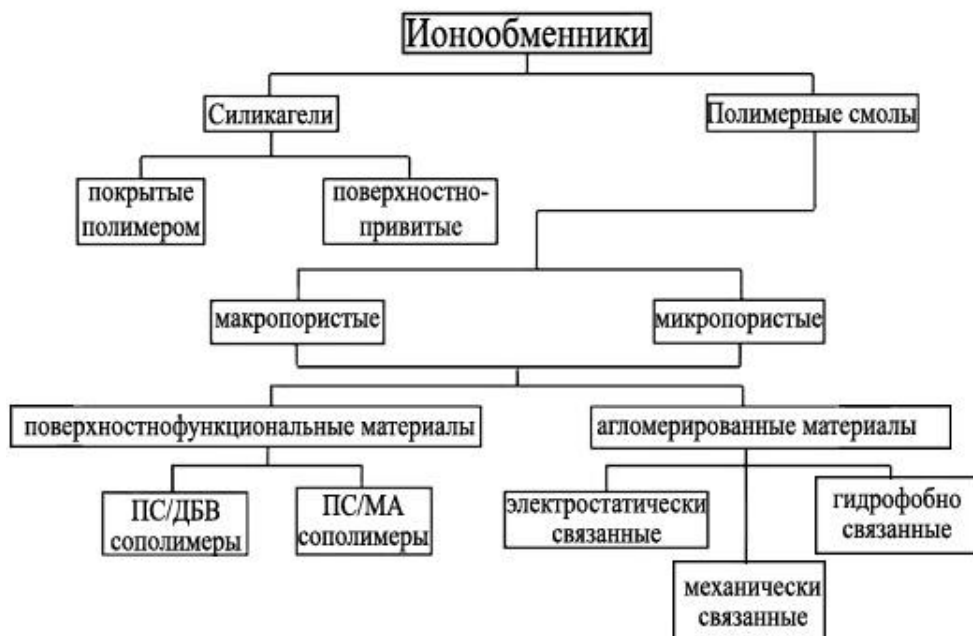 Ионообменники
Силикагели
Полимерные смолы
покрытые
полимером
поверхностно-
привитые
макропористые
микропористые
поверхностнофункциональные материалы
агломерированные материалы
ПС/ДБВ
сополимеры
ПС/МА
сополимеры
электростатически
связанные
гидрофобно
связанные
механически
связанные